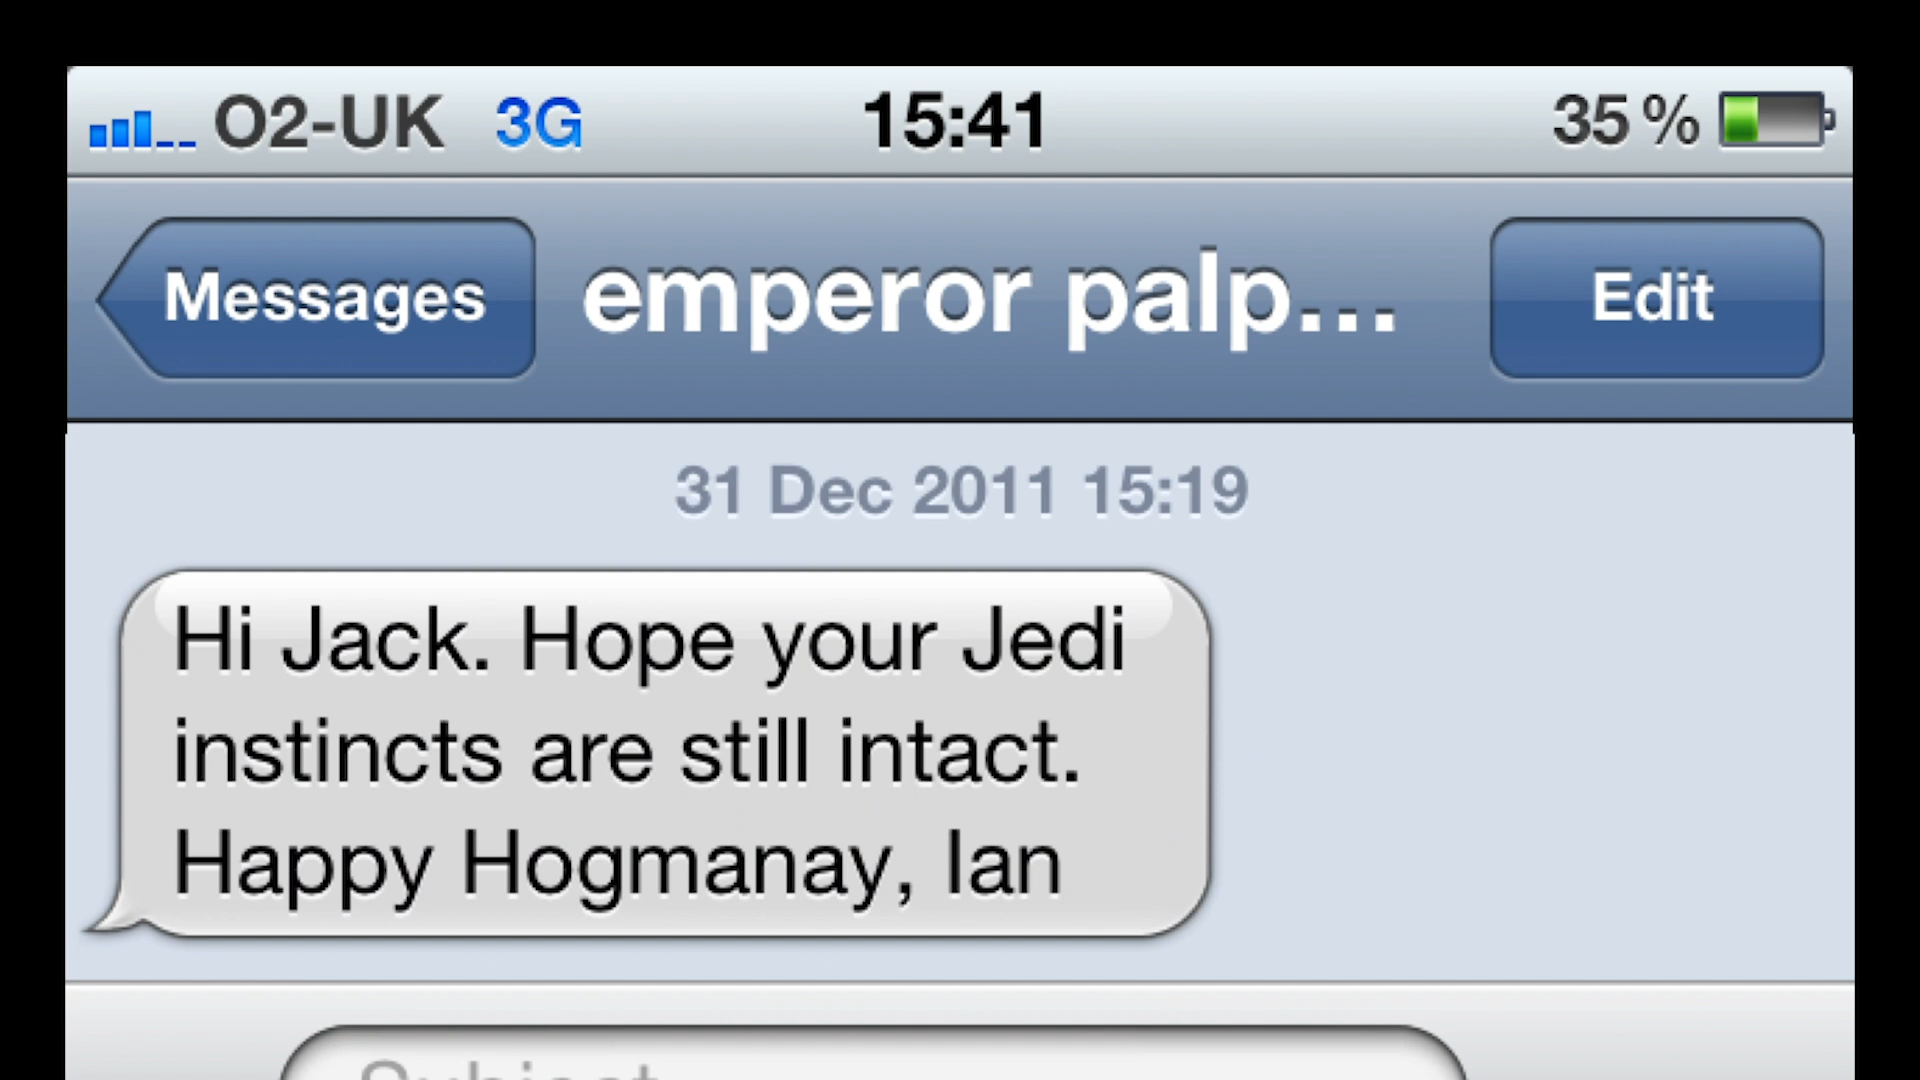 O2-UK 3G 15:41 35 %
Messages emperor palp... Edit
31 Dec 2011 15:19
Hi Jack. Hope your Jedi
instincts are still intact.
Happy Hogmanay, Ian
Subject